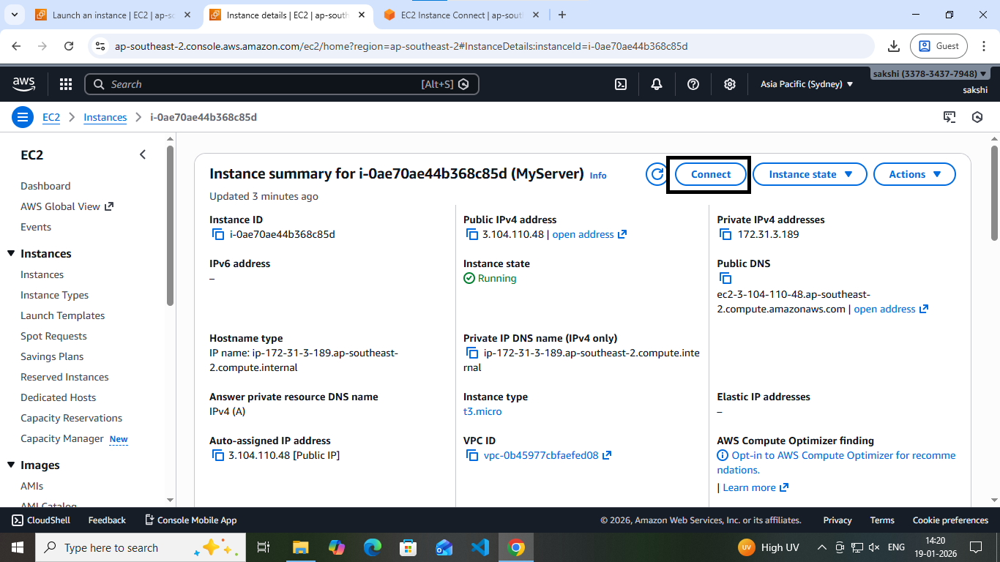 Launch an instance | EC2 | ap-sc
Instance details | EC2 | ap-south
EC2 Instance Connect | ap-sout
ap-southeast-2.console.aws.amazon.com/ec2/home?region=ap-southeast-2#InstanceDetails:instanceId=i-0ae70ae44b368c85d
Guest
aws
Search
[Alt+S]
Asia Pacific (Sydney)
sakshi (3378-3437-7948)
sakshi
EC2
Instances
i-0ae70ae44b368c85d
EC2
Dashboard
AWS Global View
Events
Instances
Instances
Instance Types
Launch Templates
Spot Requests
Savings Plans
Reserved Instances
Dedicated Hosts
Capacity Reservations
Capacity Manager New
Images
AMIs
AMI Catalog
Instance summary for i-0ae70ae44b368c85d (MyServer) Info
Connect
Instance state
Actions
Updated 3 minutes ago
Instance ID
i-0ae70ae44b368c85d
Public IPv4 address
3.104.110.48 | open address
Private IPv4 addresses
172.31.3.189
IPv6 address
–
Instance state
Running
Public DNS
ec2-3-104-110-48.ap-southeast-
2.compute.amazonaws.com | open address
Hostname type
IP name: ip-172-31-3-189.ap-southeast-
2.compute.internal
Private IP DNS name (IPv4 only)
ip-172-31-3-189.ap-southeast-2.compute.inte
rnal
Answer private resource DNS name
IPv4 (A)
Instance type
t3.micro
Elastic IP addresses
–
Auto-assigned IP address
3.104.110.48 [Public IP]
VPC ID
vpc-0b45977cbfaefed08
AWS Compute Optimizer finding
Opt-in to AWS Compute Optimizer for recomme
ndations.
| Learn more
CloudShell
Feedback
Console Mobile App
© 2026, Amazon Web Services, Inc. or its affiliates.
Privacy
Terms
Cookie preferences
Type here to search
UV
High UV
ENG
14:20
19-01-2026